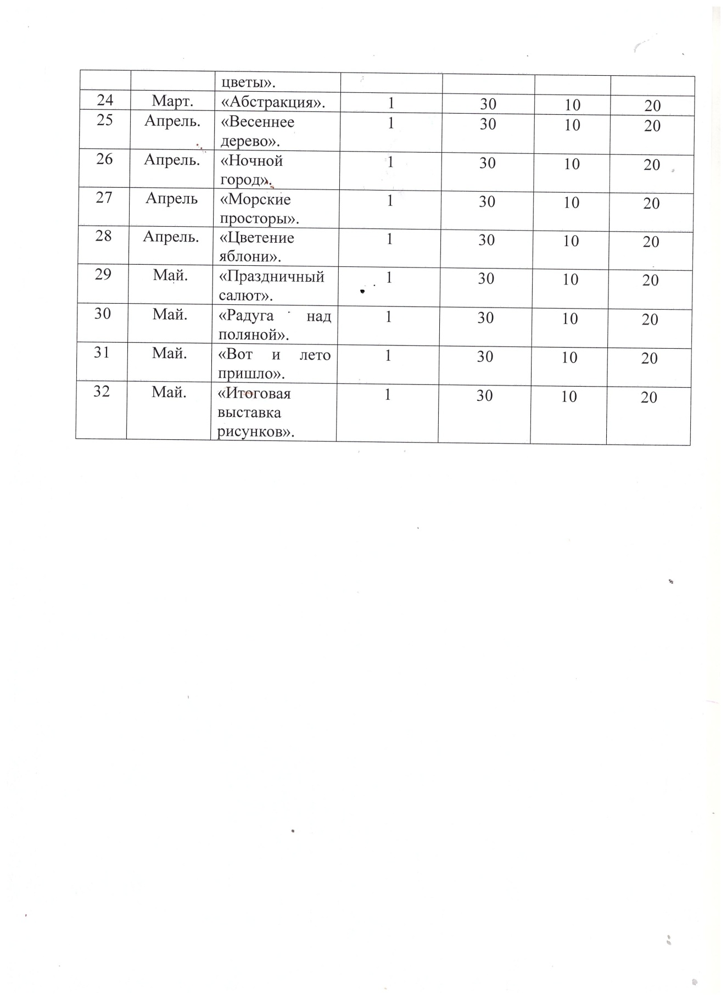 цветы».
24 Март. «Абстракция». 1 30 10 20
25 Апрель. «Весеннее 1 30 10 20
дерево».
26 Апрель. «Ночной 1 30 10 20
город».
27 Апрель «Морские 1 30 10 20
просторы».
28 Апрель. «Цветение 1 30 10 20
яблони».
29 Май. «Праздничный 1 30 10 20
салют».
30 Май. «Радуга над 1 30 10 20
поляной».
31 Май. «Вот и лето 1 30 10 20
пришло».
32 Май. «Итоговая 1 30 10 20
выставка
рисунков».